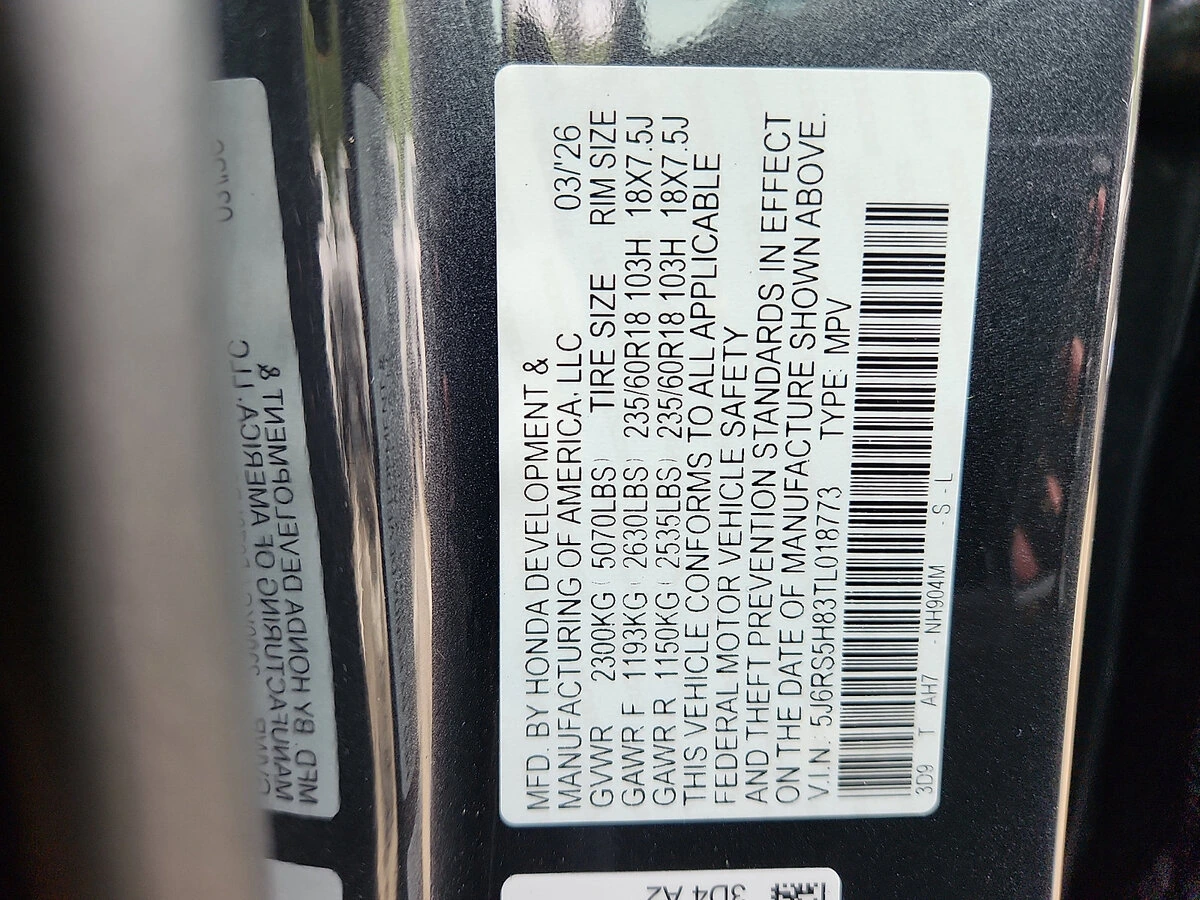 MFD. BY HONDA DEVELOPMENT &
MANUFACTURING OF AMERICA, LLC 03/'26
GVWR 2300KG (5070LBS) TIRE SIZE RIM SIZE
GAWR F 1193KG (2630LBS) 235/60R18 103H 18X7.5J
GAWR R 1150KG (2535LBS) 235/60R18 103H 18X7.5J
THIS VEHICLE CONFORMS TO ALL APPLICABLE
FEDERAL MOTOR VEHICLE SAFETY
AND THEFT PREVENTION STANDARDS IN EFFECT
ON THE DATE OF MANUFACTURE SHOWN ABOVE.
V.I.N.: 5J6RS5H83TL018773 TYPE: MPV
3D9 T AH7 - NH904M - S - L
3D4 A2
MFD. BY HONDA DEVELOPMENT &
MANUFACTURING OF AMERICA, LLC